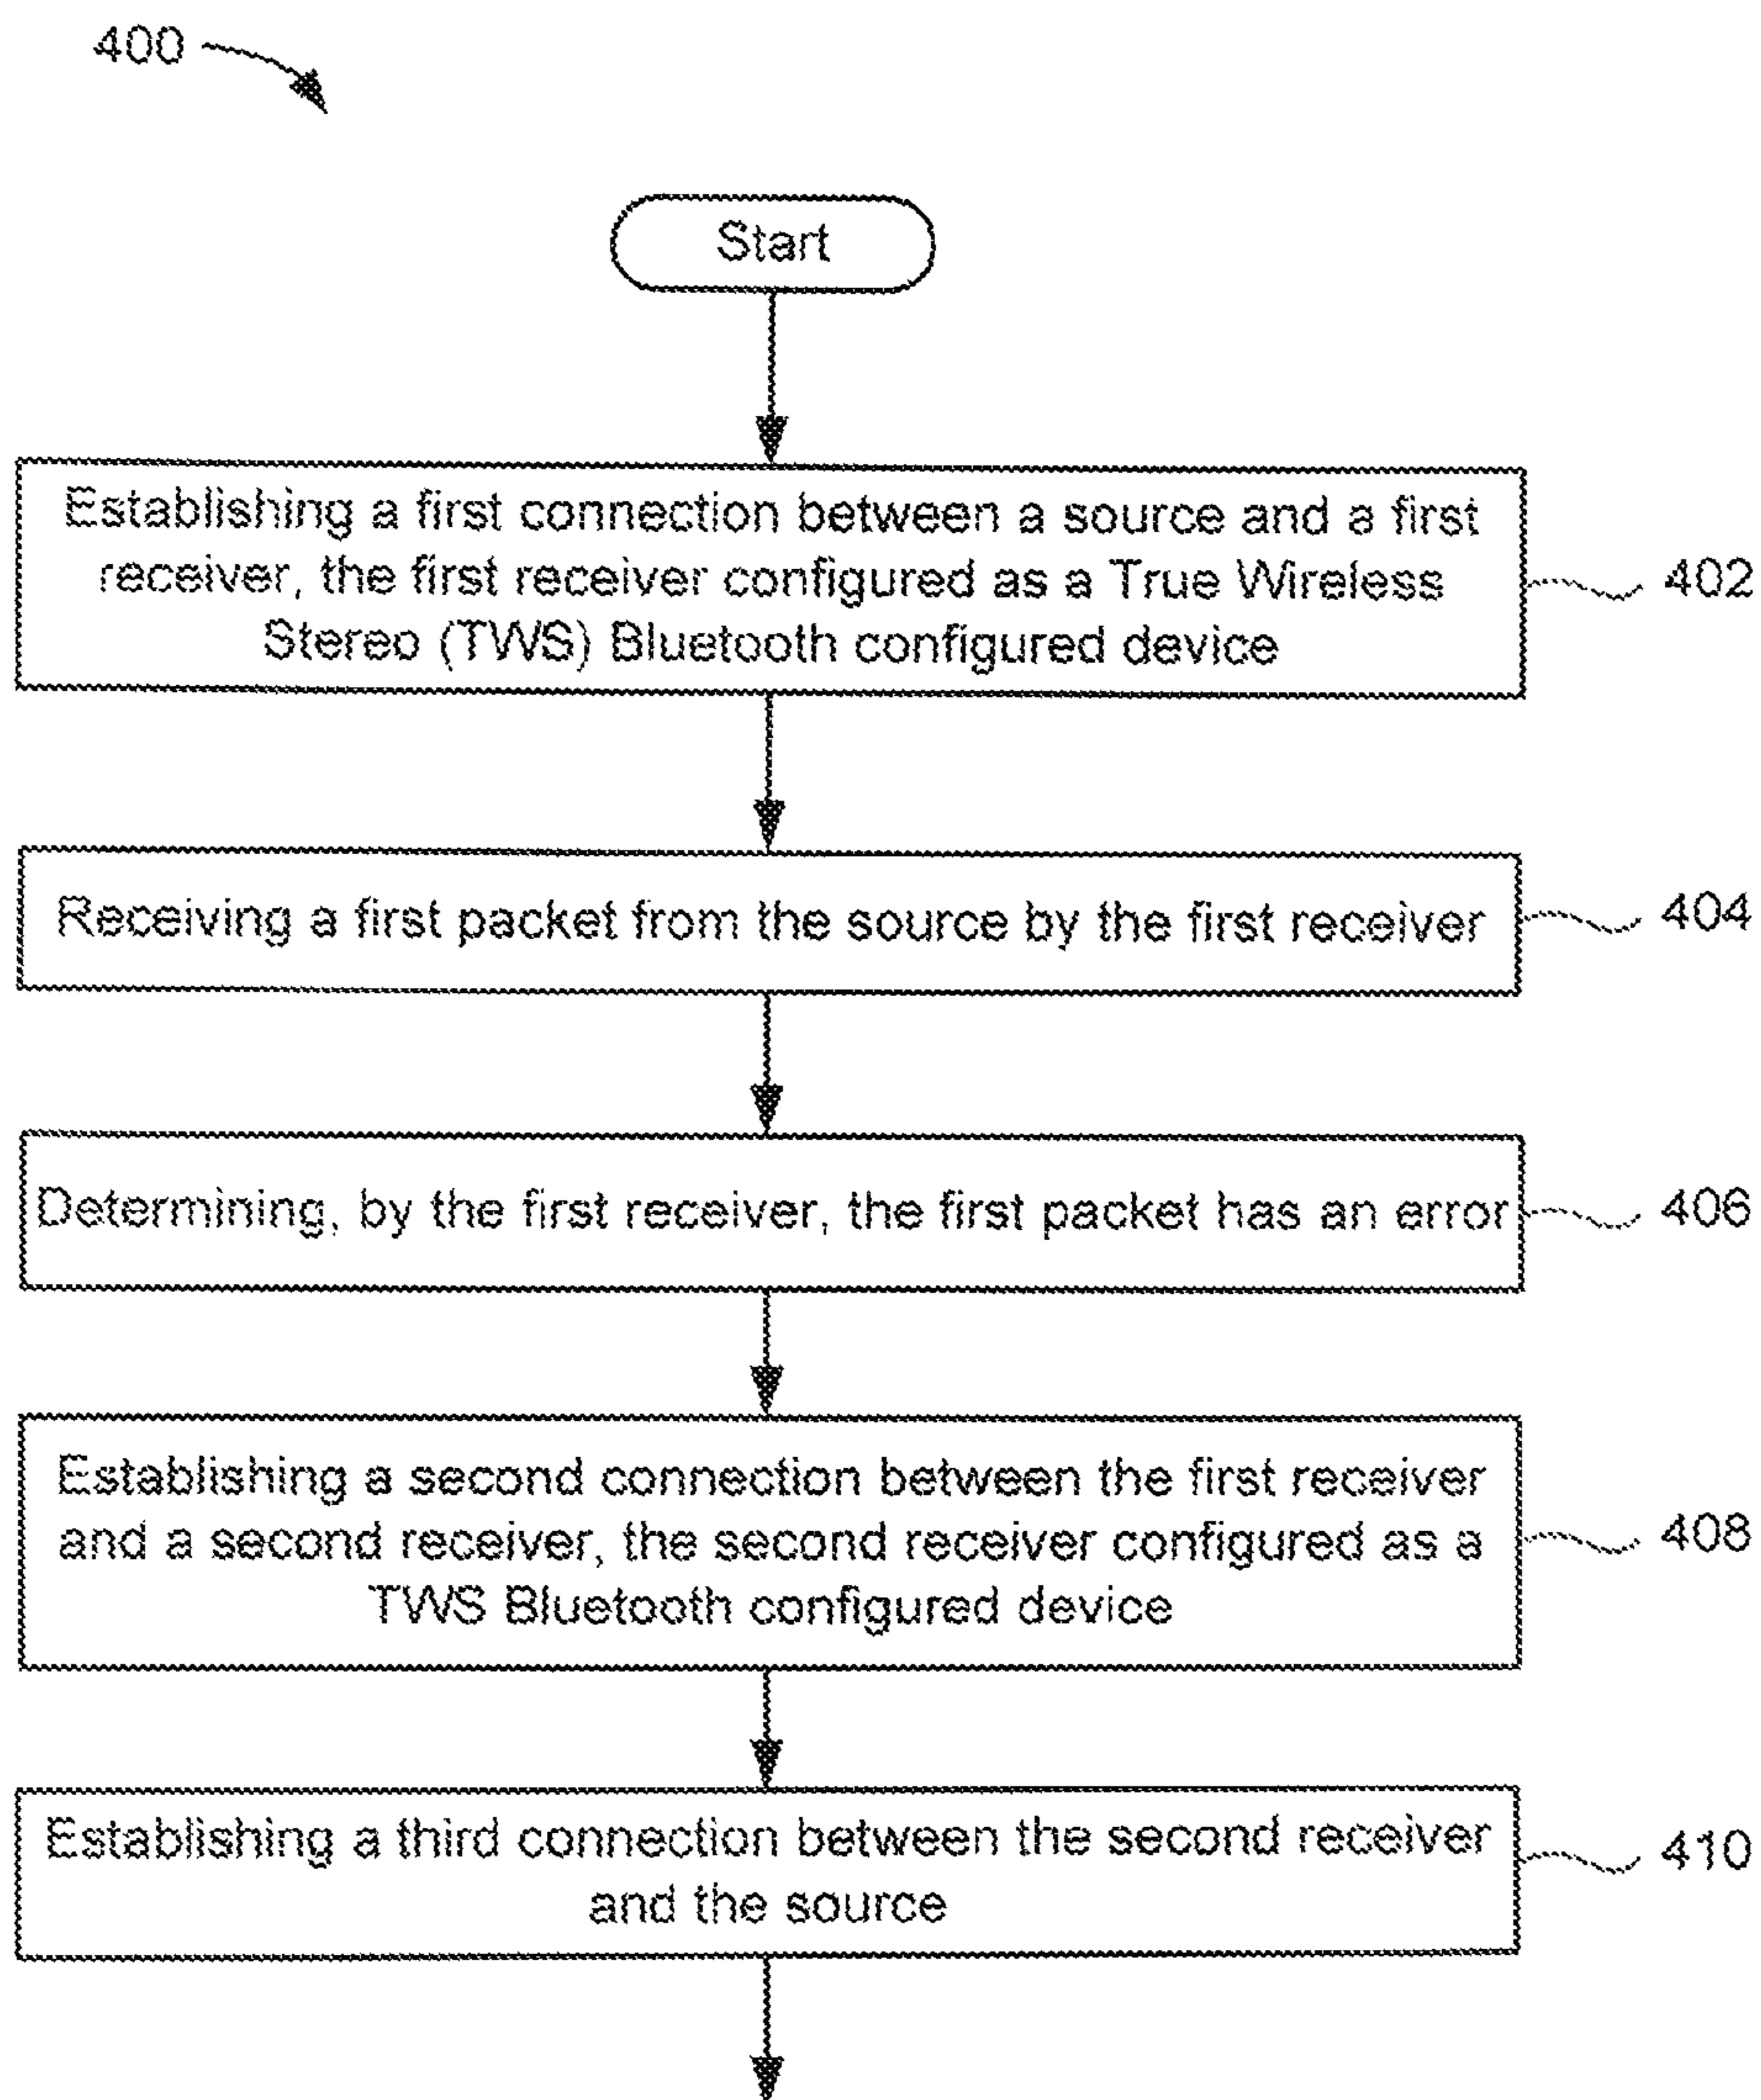 400
Start
Establishing a first connection between a source and a first
receiver, the first receiver configured as a True Wireless
Stereo (TWS) Bluetooth configured device
402
Receiving a first packet from the source by the first receiver
404
Determining, by the first receiver, the first packet has an error
406
Establishing a second connection between the first receiver
and a second receiver, the second receiver configured as a
TWS Bluetooth configured device
408
Establishing a third connection between the second receiver
and the source
410